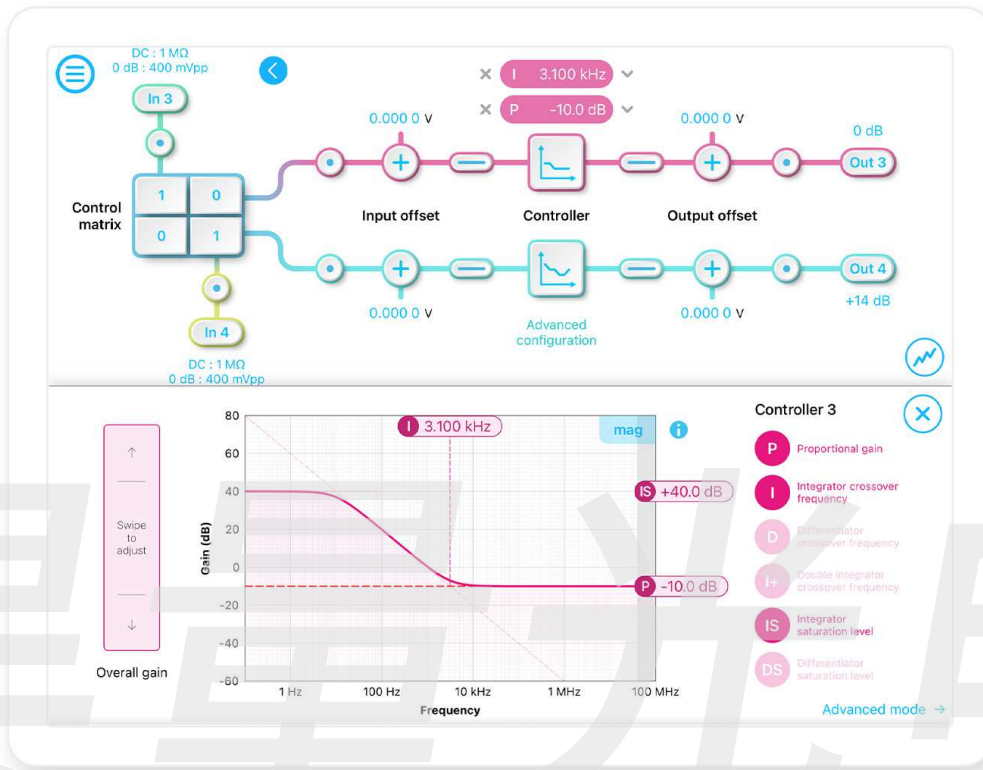 DC : 1 MΩ
0 dB : 400 mVpp
In 3
I 3.100 kHz
P -10.0 dB
0.000 0 V
0.000 0 V
0 dB
Out 3
Control
matrix
1 0
0 1
Input offset
Controller
Output offset
Out 4
+14 dB
0.000 0 V
0.000 0 V
Advanced
configuration
In 4
DC : 1 MΩ
0 dB : 400 mVpp
Swipe
to
adjust
Overall gain
Gain (dB)
80
60
40
20
0
-20
-40
-60
I 3.100 kHz
mag
i
IS +40.0 dB
P -10.0 dB
1 Hz
100 Hz
10 kHz
1 MHz
100 MHz
Frequency
Controller 3
P Proportional gain
I Integrator crossover
frequency
D Differentiator
crossover frequency
I+ Double integrator
crossover frequency
IS Integrator
saturation level
DS Differentiator
saturation level
Advanced mode →